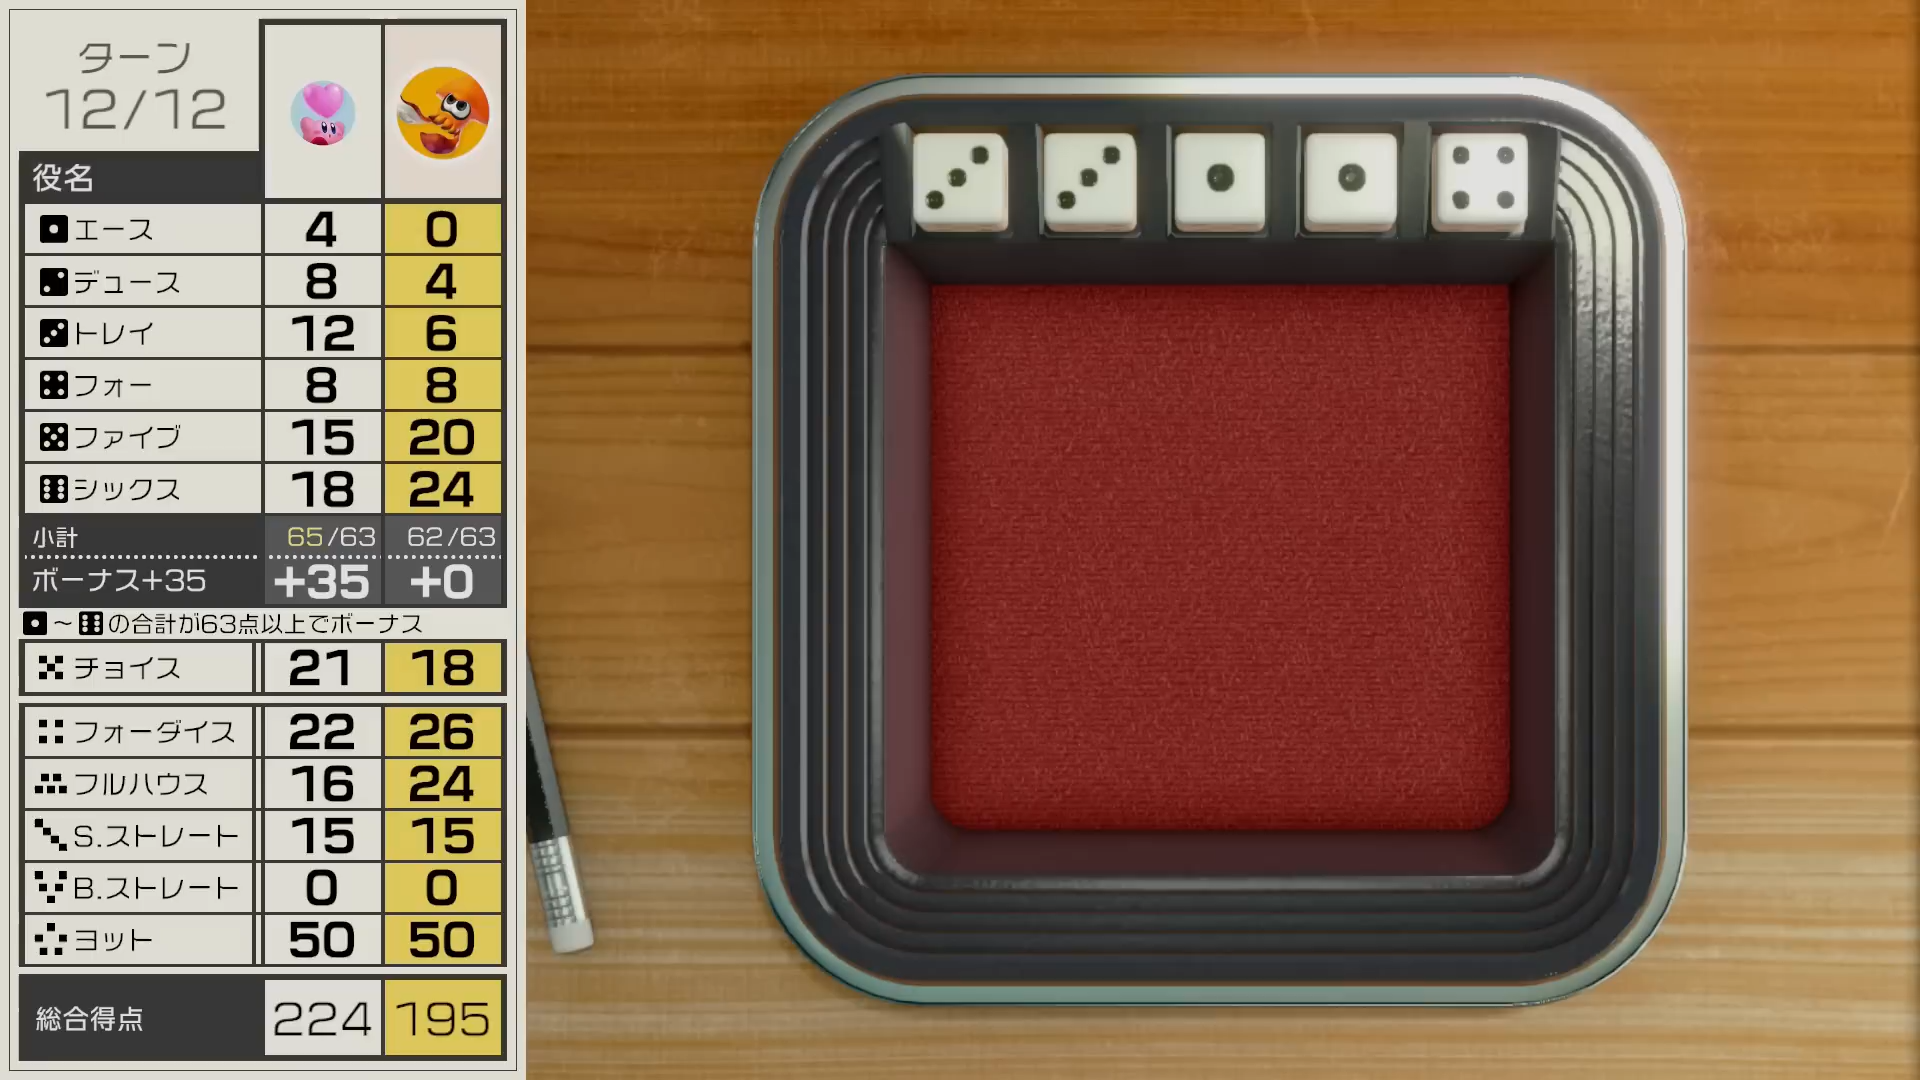 ターン
12/12
役名
エース 4 0
デュース 8 4
トレイ 12 6
フォー 8 8
ファイブ 15 20
シックス 18 24
小計 65/63 62/63
ボーナス+35 +35 +0
～ の合計が63点以上でボーナス
チョイス 21 18
フォーダイス 22 26
フルハウス 16 24
S.ストレート 15 15
B.ストレート 0 0
ヨット 50 50
総合得点 224 195